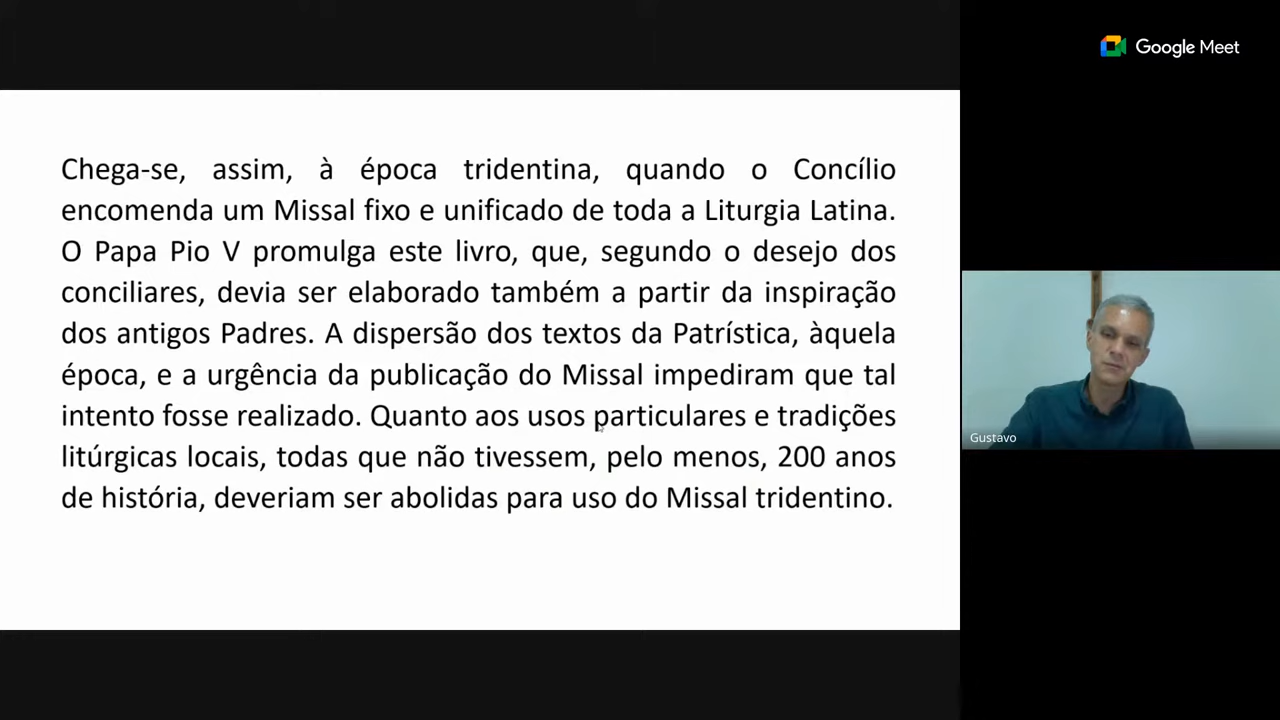 Google Meet
Chega-se, assim, à época tridentina, quando o Concílio
encomenda um Missal fixo e unificado de toda a Liturgia Latina.
O Papa Pio V promulga este livro, que, segundo o desejo dos
conciliares, devia ser elaborado também a partir da inspiração
dos antigos Padres. A dispersão dos textos da Patrística, àquela
época, e a urgência da publicação do Missal impediram que tal
intento fosse realizado. Quanto aos usos particulares e tradições
litúrgicas locais, todas que não tivessem, pelo menos, 200 anos
de história, deveriam ser abolidas para uso do Missal tridentino.
Gustavo